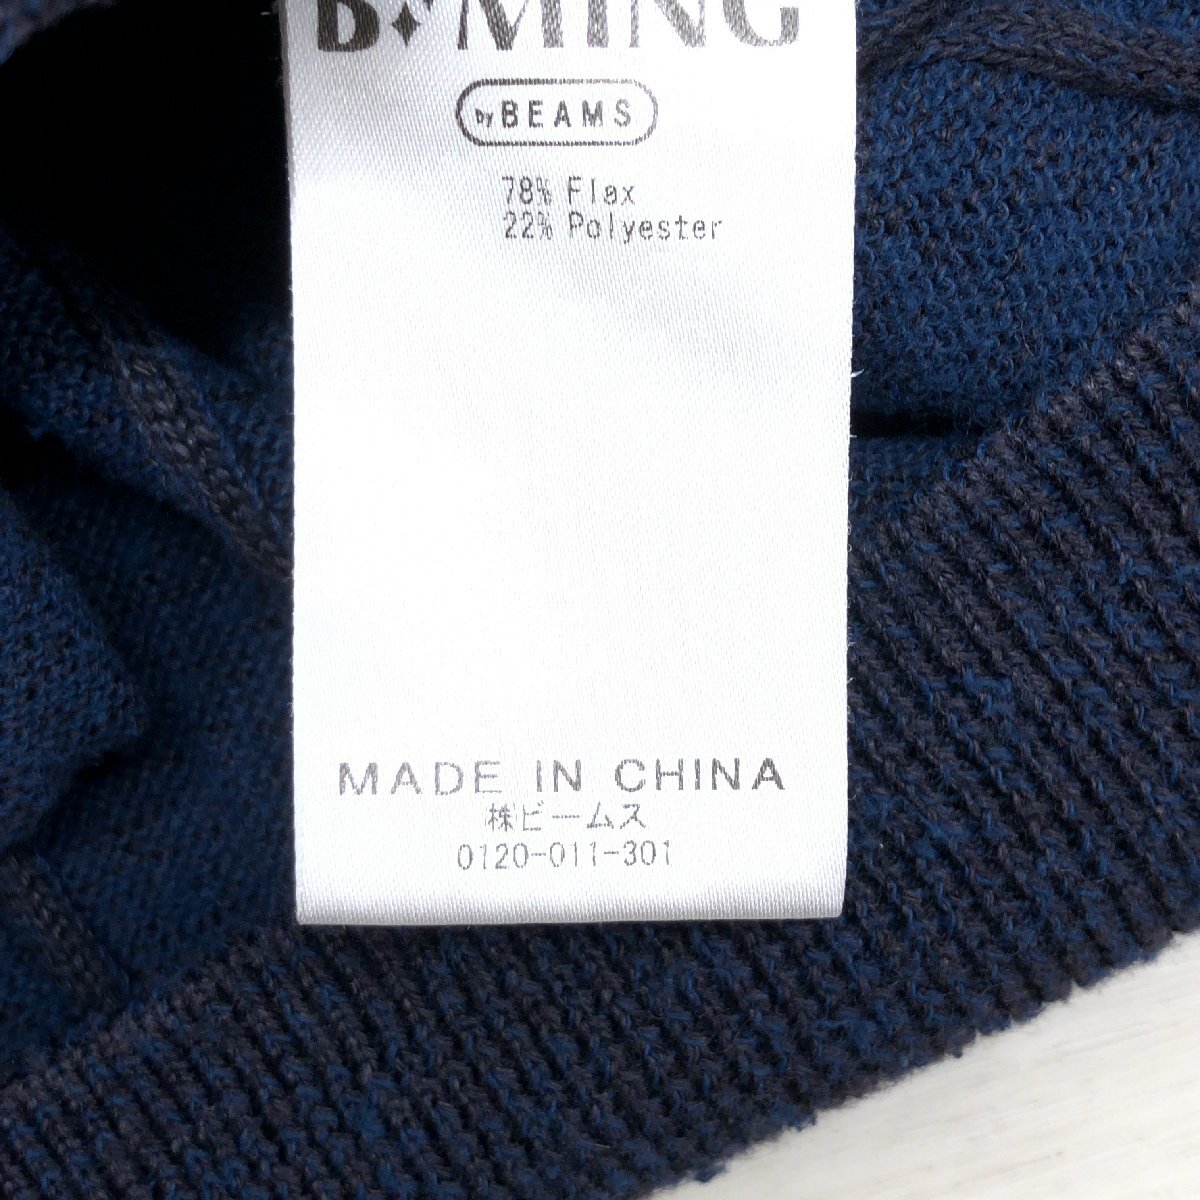 B✦MING
by BEAMS
78% Flax
22% Polyester
MADE IN CHINA
㈱ビームス
0120-011-301